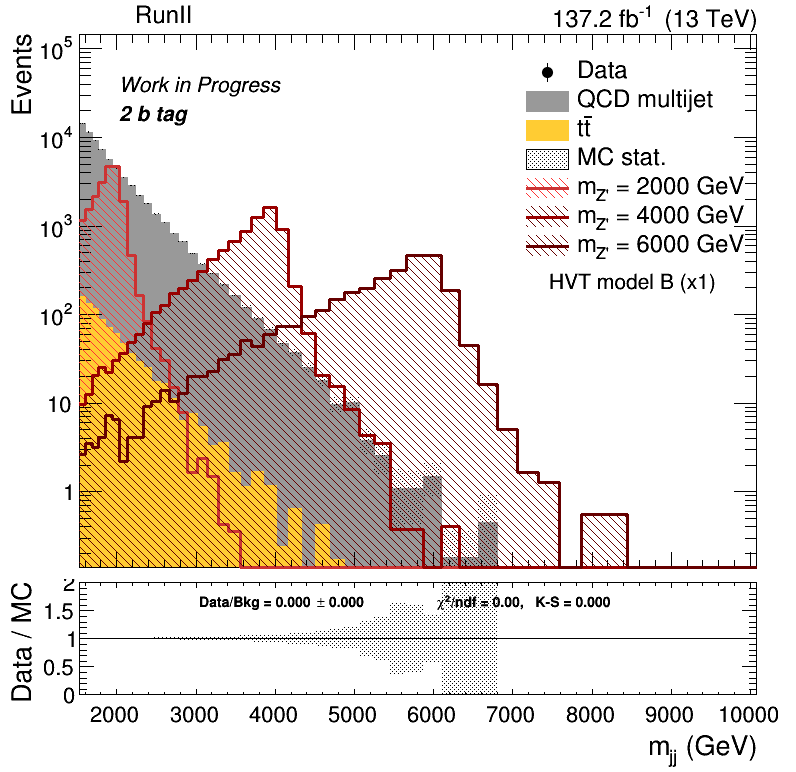 RunII
137.2 fb⁻¹ (13 TeV)
Events
10⁵
10⁴
10³
10²
10
1
Work in Progress
2 b tag
Data
QCD multijet
tt̄
MC stat.
m_Z' = 2000 GeV
m_Z' = 4000 GeV
m_Z' = 6000 GeV
HVT model B (x1)
Data / MC
2
1.5
1
0.5
0
Data/Bkg = 0.000 ± 0.000
χ²/ndf = 0.00, K-S = 0.000
2000 3000 4000 5000 6000 7000 8000 9000 10000
m_jj (GeV)